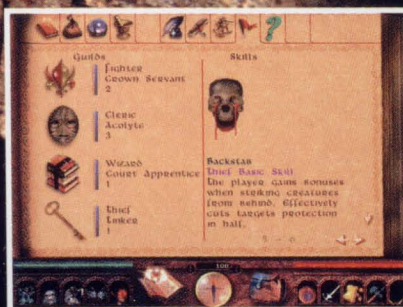 Guilds
Fighter
Crown Servant
2
Cleric
Acolyte
3
Wizard
Court Apprentice
1
Thief
Tinker
1
Skills
Backstab
Thief Basic Skill
The player gains bonuses
when striking creatures
from behind. Effectively
cuts targets protection
in half.
100